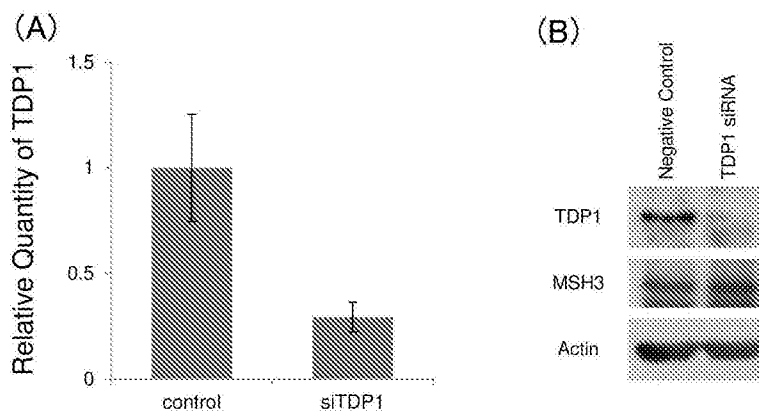 (A)
Relative Quantity of TDP1
1.5
1
0.5
0
control
siTDP1
(B)
Negative Control
TDP1 siRNA
TDP1
MSH3
Actin